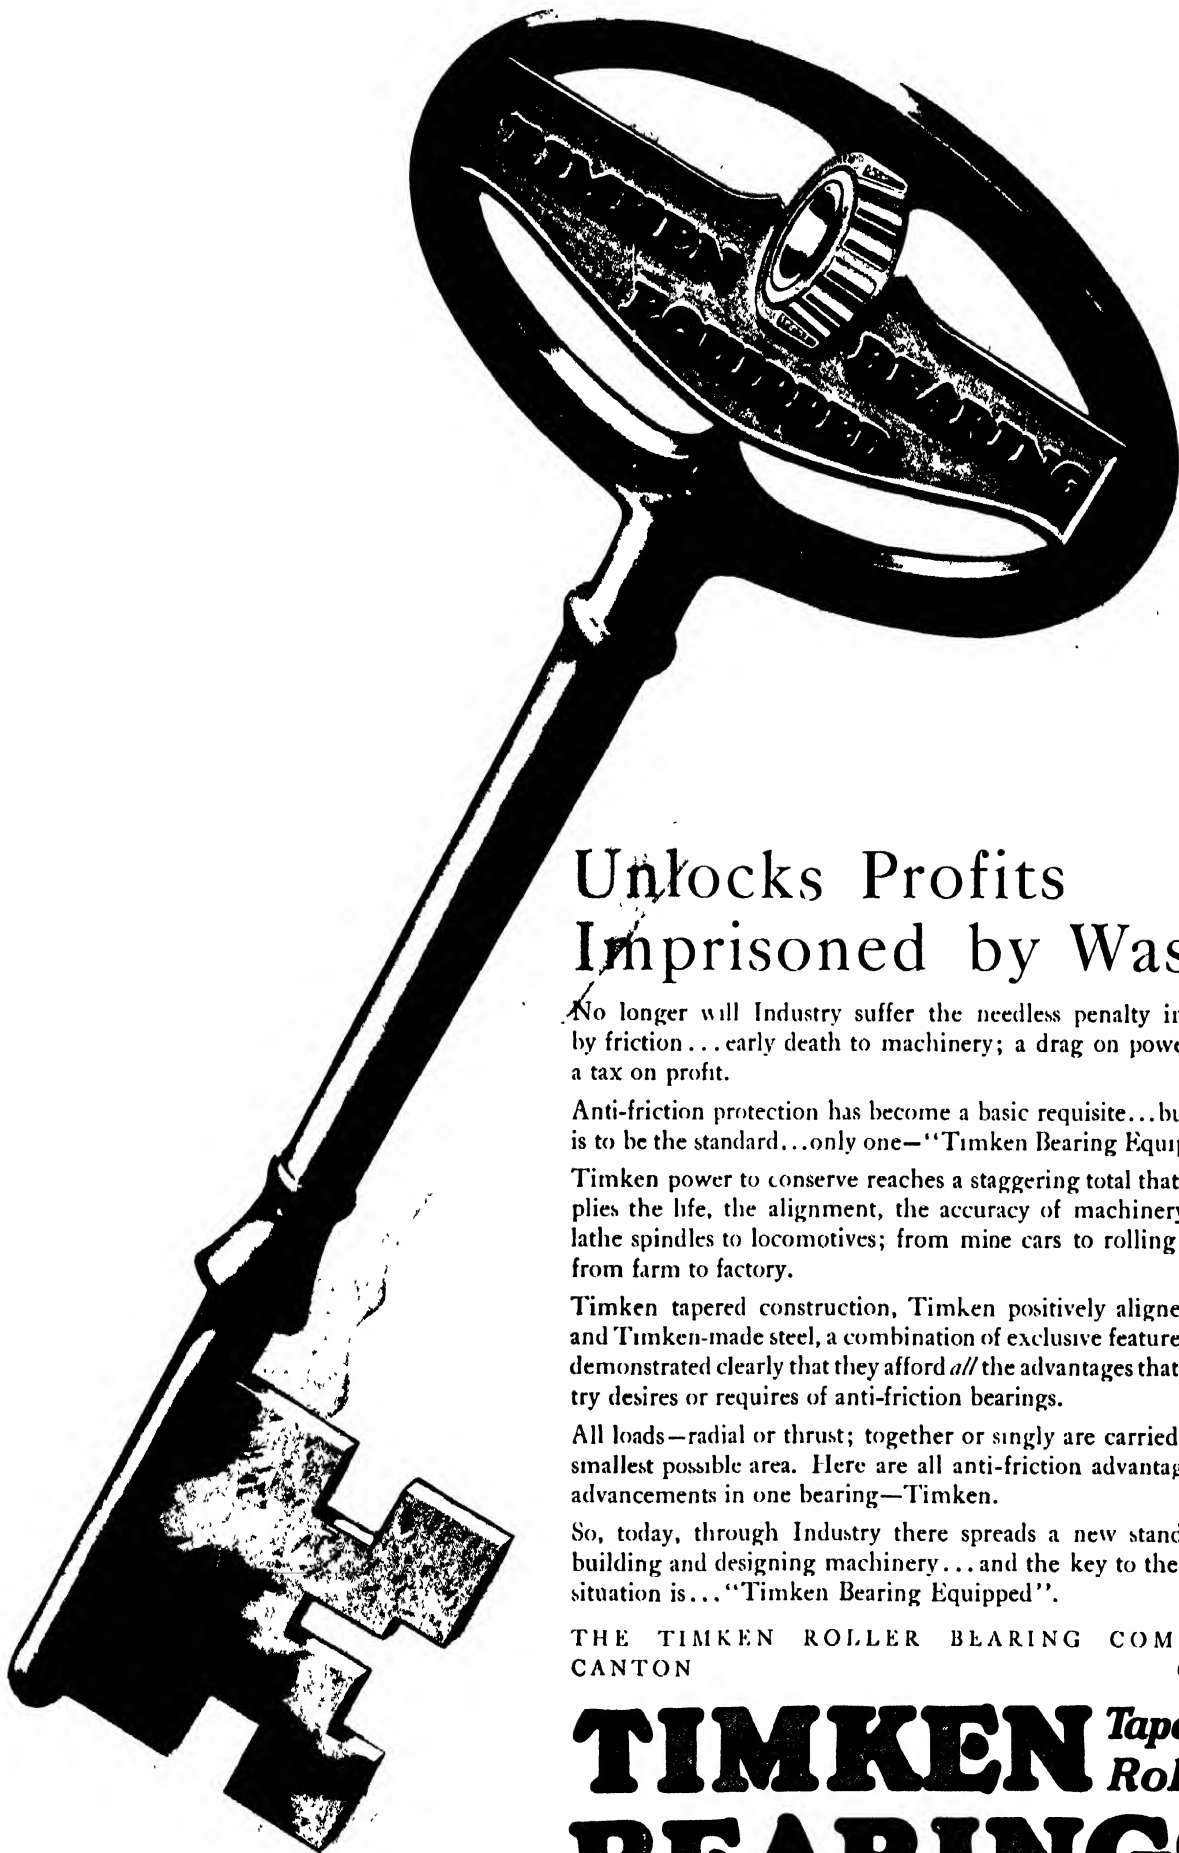 TIMKEN
BEARING
EQUIPPED
Unlocks Profits
Imprisoned by Was
No longer will Industry suffer the needless penalty
by friction...early death to machinery; a drag on powe
a tax on profit.
Anti-friction protection has become a basic requisite...bu
is to be the standard...only one—"Timken Bearing Equip
Timken power to conserve reaches a staggering total that
plies the life, the alignment, the accuracy of machinery
lathe spindles to locomotives; from mine cars to rolling
from farm to factory.
Timken tapered construction, Timken positively aligne
and Timken-made steel, a combination of exclusive feature
demonstrated clearly that they afford all the advantages that
try desires or requires of anti-friction bearings.
All loads—radial or thrust; together or singly are carried
smallest possible area. Here are all anti-friction advantag
advancements in one bearing—Timken.
So, today, through Industry there spreads a new stand
building and designing machinery...and the key to the
situation is..."Timken Bearing Equipped".
THE TIMKEN ROLLER BEARING COM
CANTON
TIMKEN Tape
Rol
BEARINGS